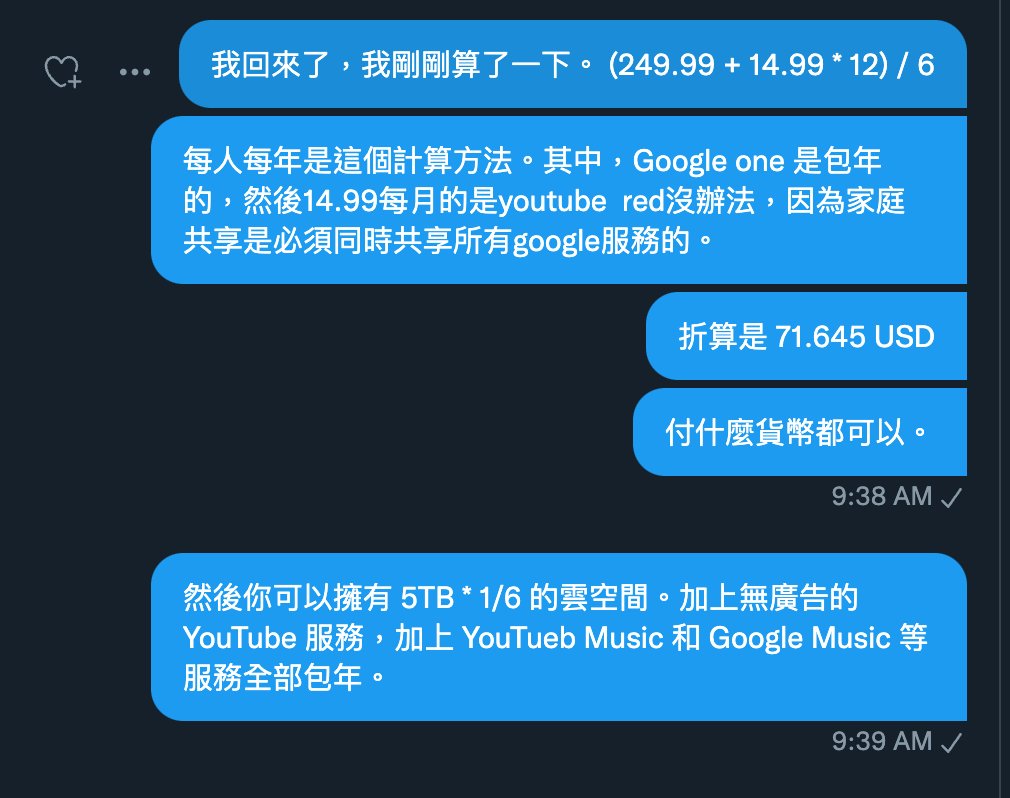 我回來了，我剛剛算了一下。 (249.99 + 14.99 * 12) / 6
每人每年是這個計算方法。其中，Google one 是包年
的，然後14.99每月的是youtube  red沒辦法，因為家庭
共享是必須同時共享所有google服務的。
折算是 71.645 USD
付什麼貨幣都可以。
9:38 AM ✓
然後你可以擁有 5TB * 1/6 的雲空間。加上無廣告的
YouTube 服務，加上 YouTueb Music 和 Google Music 等
服務全部包年。
9:39 AM ✓